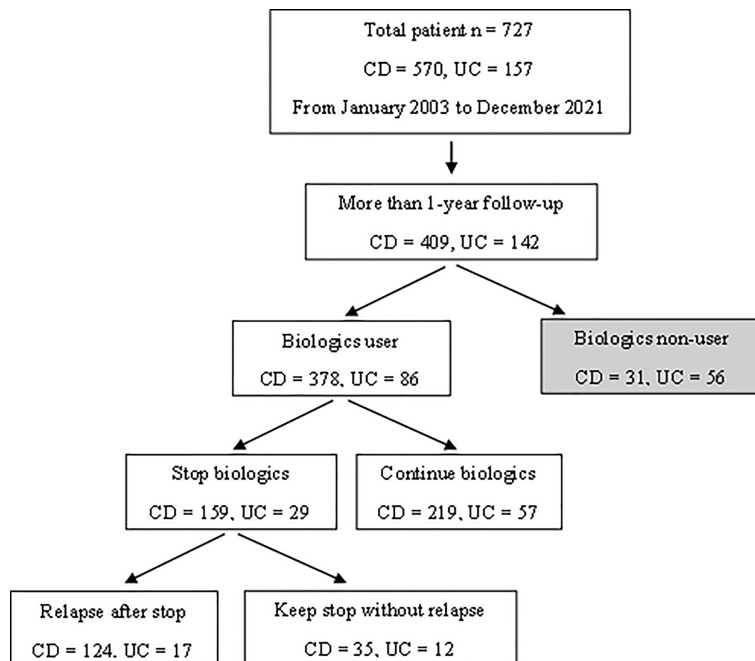 Total patient n = 727
CD = 570, UC = 157
From January 2003 to December 2021
More than 1-year follow-up
CD = 409, UC = 142
Biologics user
CD = 378, UC = 86
Biologics non-user
CD = 31, UC = 56
Stop biologics
CD = 159, UC = 29
Continue biologics
CD = 219, UC = 57
Relapse after stop
CD = 124, UC = 17
Keep stop without relapse
CD = 35, UC = 12